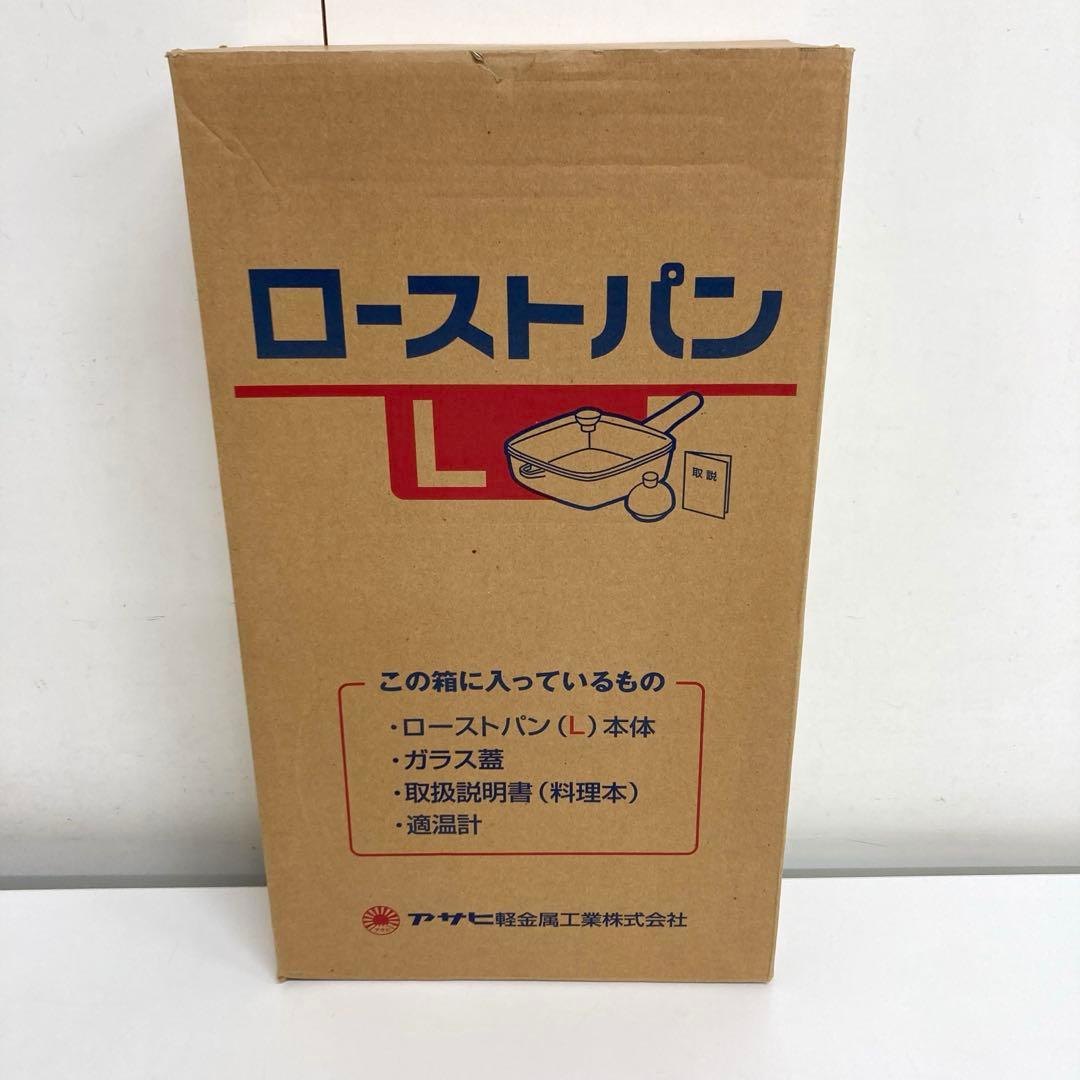 ローストパン
L
取説
この箱に入っているもの
・ローストパン（L）本体
・ガラス蓋
・取扱説明書（料理本）
・適温計
アサヒ軽金属工業株式会社